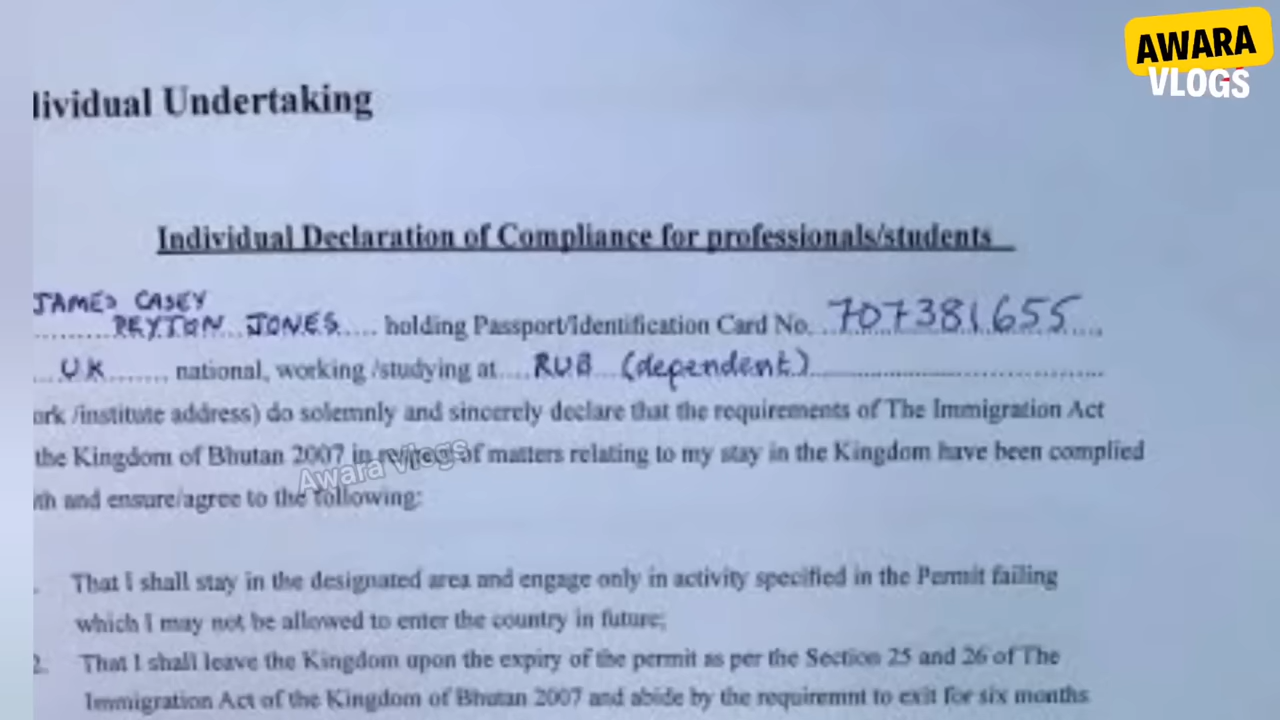 AWARA
VLOGS
dividual Undertaking
Individual Declaration of Compliance for professionals/students
JAMES CASEY
PEYTON JONES holding Passport/Identification Card No. 707381655
UK national, working /studying at RUB (dependent)
ork /institute address) do solemnly and sincerely declare that the requirements of The Immigration Act
the Kingdom of Bhutan 2007 in of matters relating to my stay in the Kingdom have been complied
Awara Vlogs
th and ensure/agree to the following:
That I shall stay in the designated area and engage only in activity specified in the Permit failing
which I may not be allowed to enter the country in future;
2. That I shall leave the Kingdom upon the expiry of the permit as per the Section 25 and 26 of The
Immigration Act of the Kingdom of Bhutan 2007 and abide by the requiremnt to exit for six months